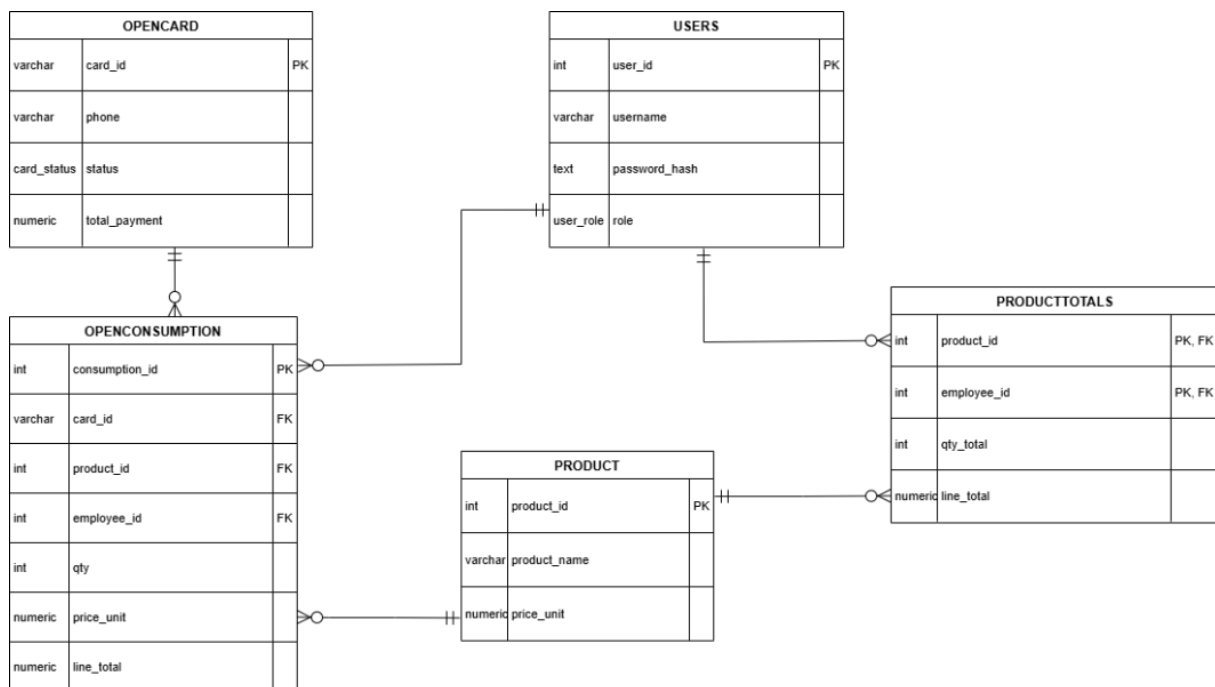 OPENCARD
varchar card_id PK
varchar phone
card_status status
numeric total_payment
USERS
int user_id PK
varchar username
text password_hash
user_role role
OPENCONSUMPTION
int consumption_id PK
varchar card_id FK
int product_id FK
int employee_id FK
int qty
numeric price_unit
numeric line_total
PRODUCT
int product_id PK
varchar product_name
numeric price_unit
PRODUCTTOTALS
int product_id PK, FK
int employee_id PK, FK
int qty_total
numeric line_total